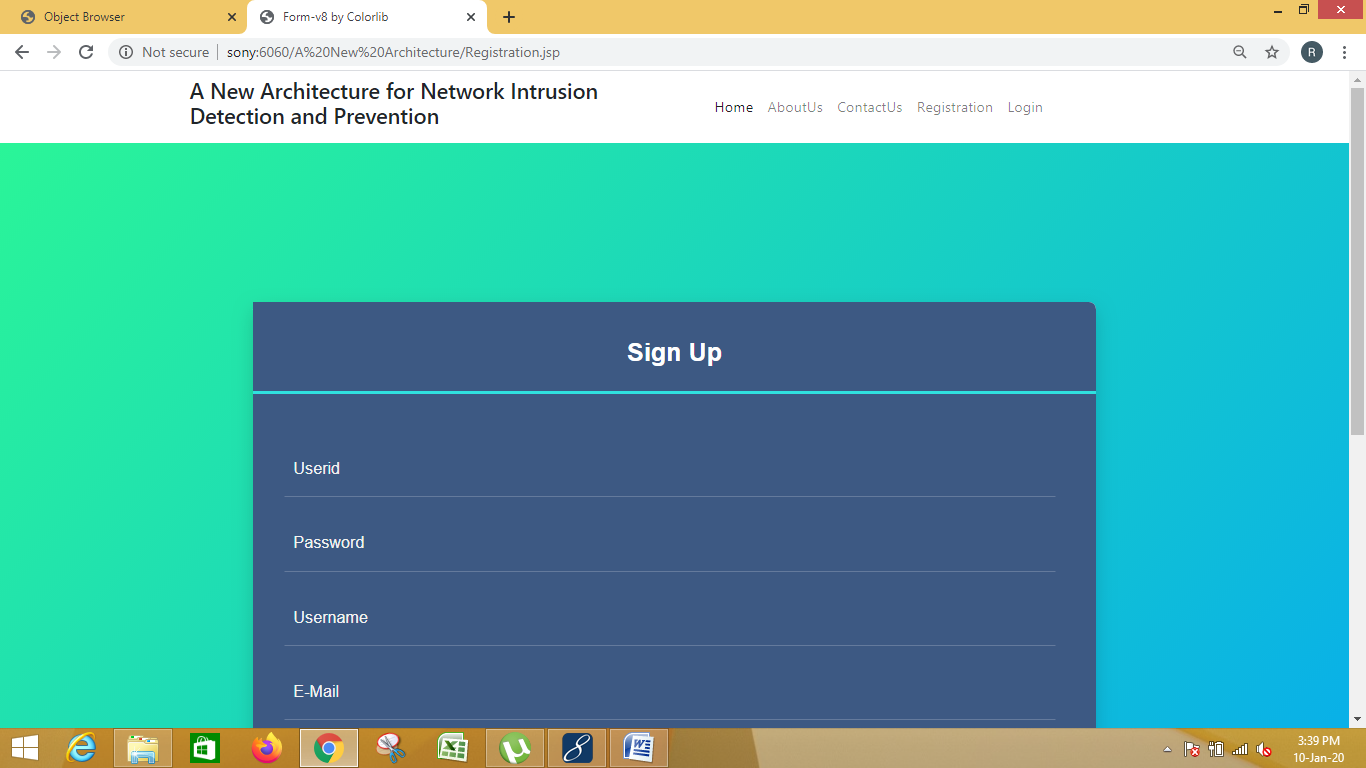 Object Browser
Form-v8 by Colorlib
Not secure
sony:6060/A%20New%20Architecture/Registration.jsp
R
A New Architecture for Network Intrusion
Detection and Prevention
Home AboutUs ContactUs Registration Login
Sign Up
Userid
Password
Username
E-Mail
3:39 PM
10-Jan-20